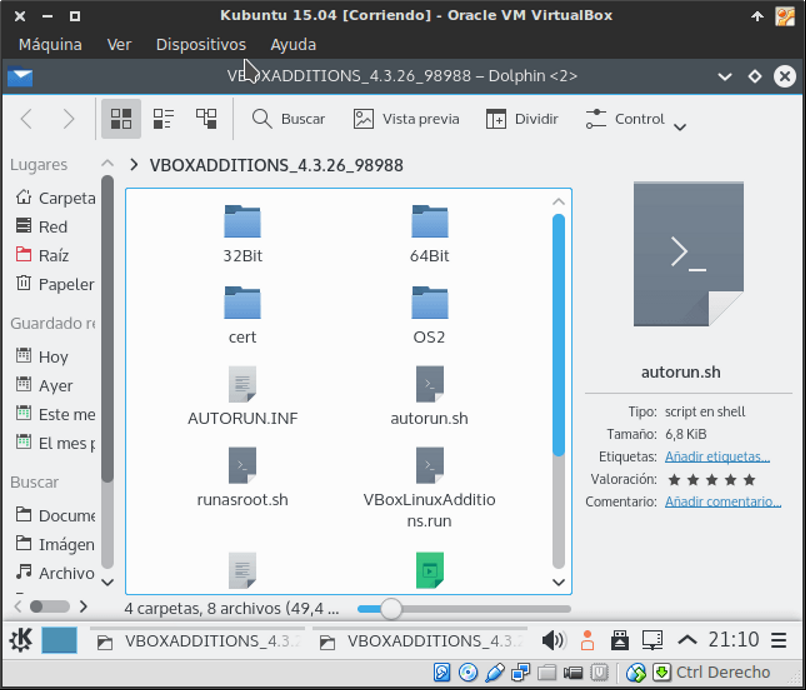 Kubuntu 15.04 [Corriendo] - Oracle VM VirtualBox
Máquina Ver Dispositivos Ayuda
VBOXADDITIONS_4.3.26_98988 – Dolphin <2>
Buscar Vista previa Dividir Control
Lugares
Carpeta
Red
Raíz
Papeler
Guardado re
Hoy
Ayer
Este me
El mes p
Buscar
Docume
Imágen
Archivo
VBOXADDITIONS_4.3.26_98988
32Bit 64Bit
cert OS2
AUTORUN.INF autorun.sh
runasroot.sh VBoxLinuxAdditio
ns.run
4 carpetas, 8 archivos (49,4 ...
autorun.sh
Tipo: script en shell
Tamaño: 6,8 KiB
Etiquetas: Añadir etiquetas...
Valoración:
Comentario: Añadir comentario...
VBOXADDITIONS_4.3.2 VBOXADDITIONS_4.3.2 21:10
Ctrl Derecho